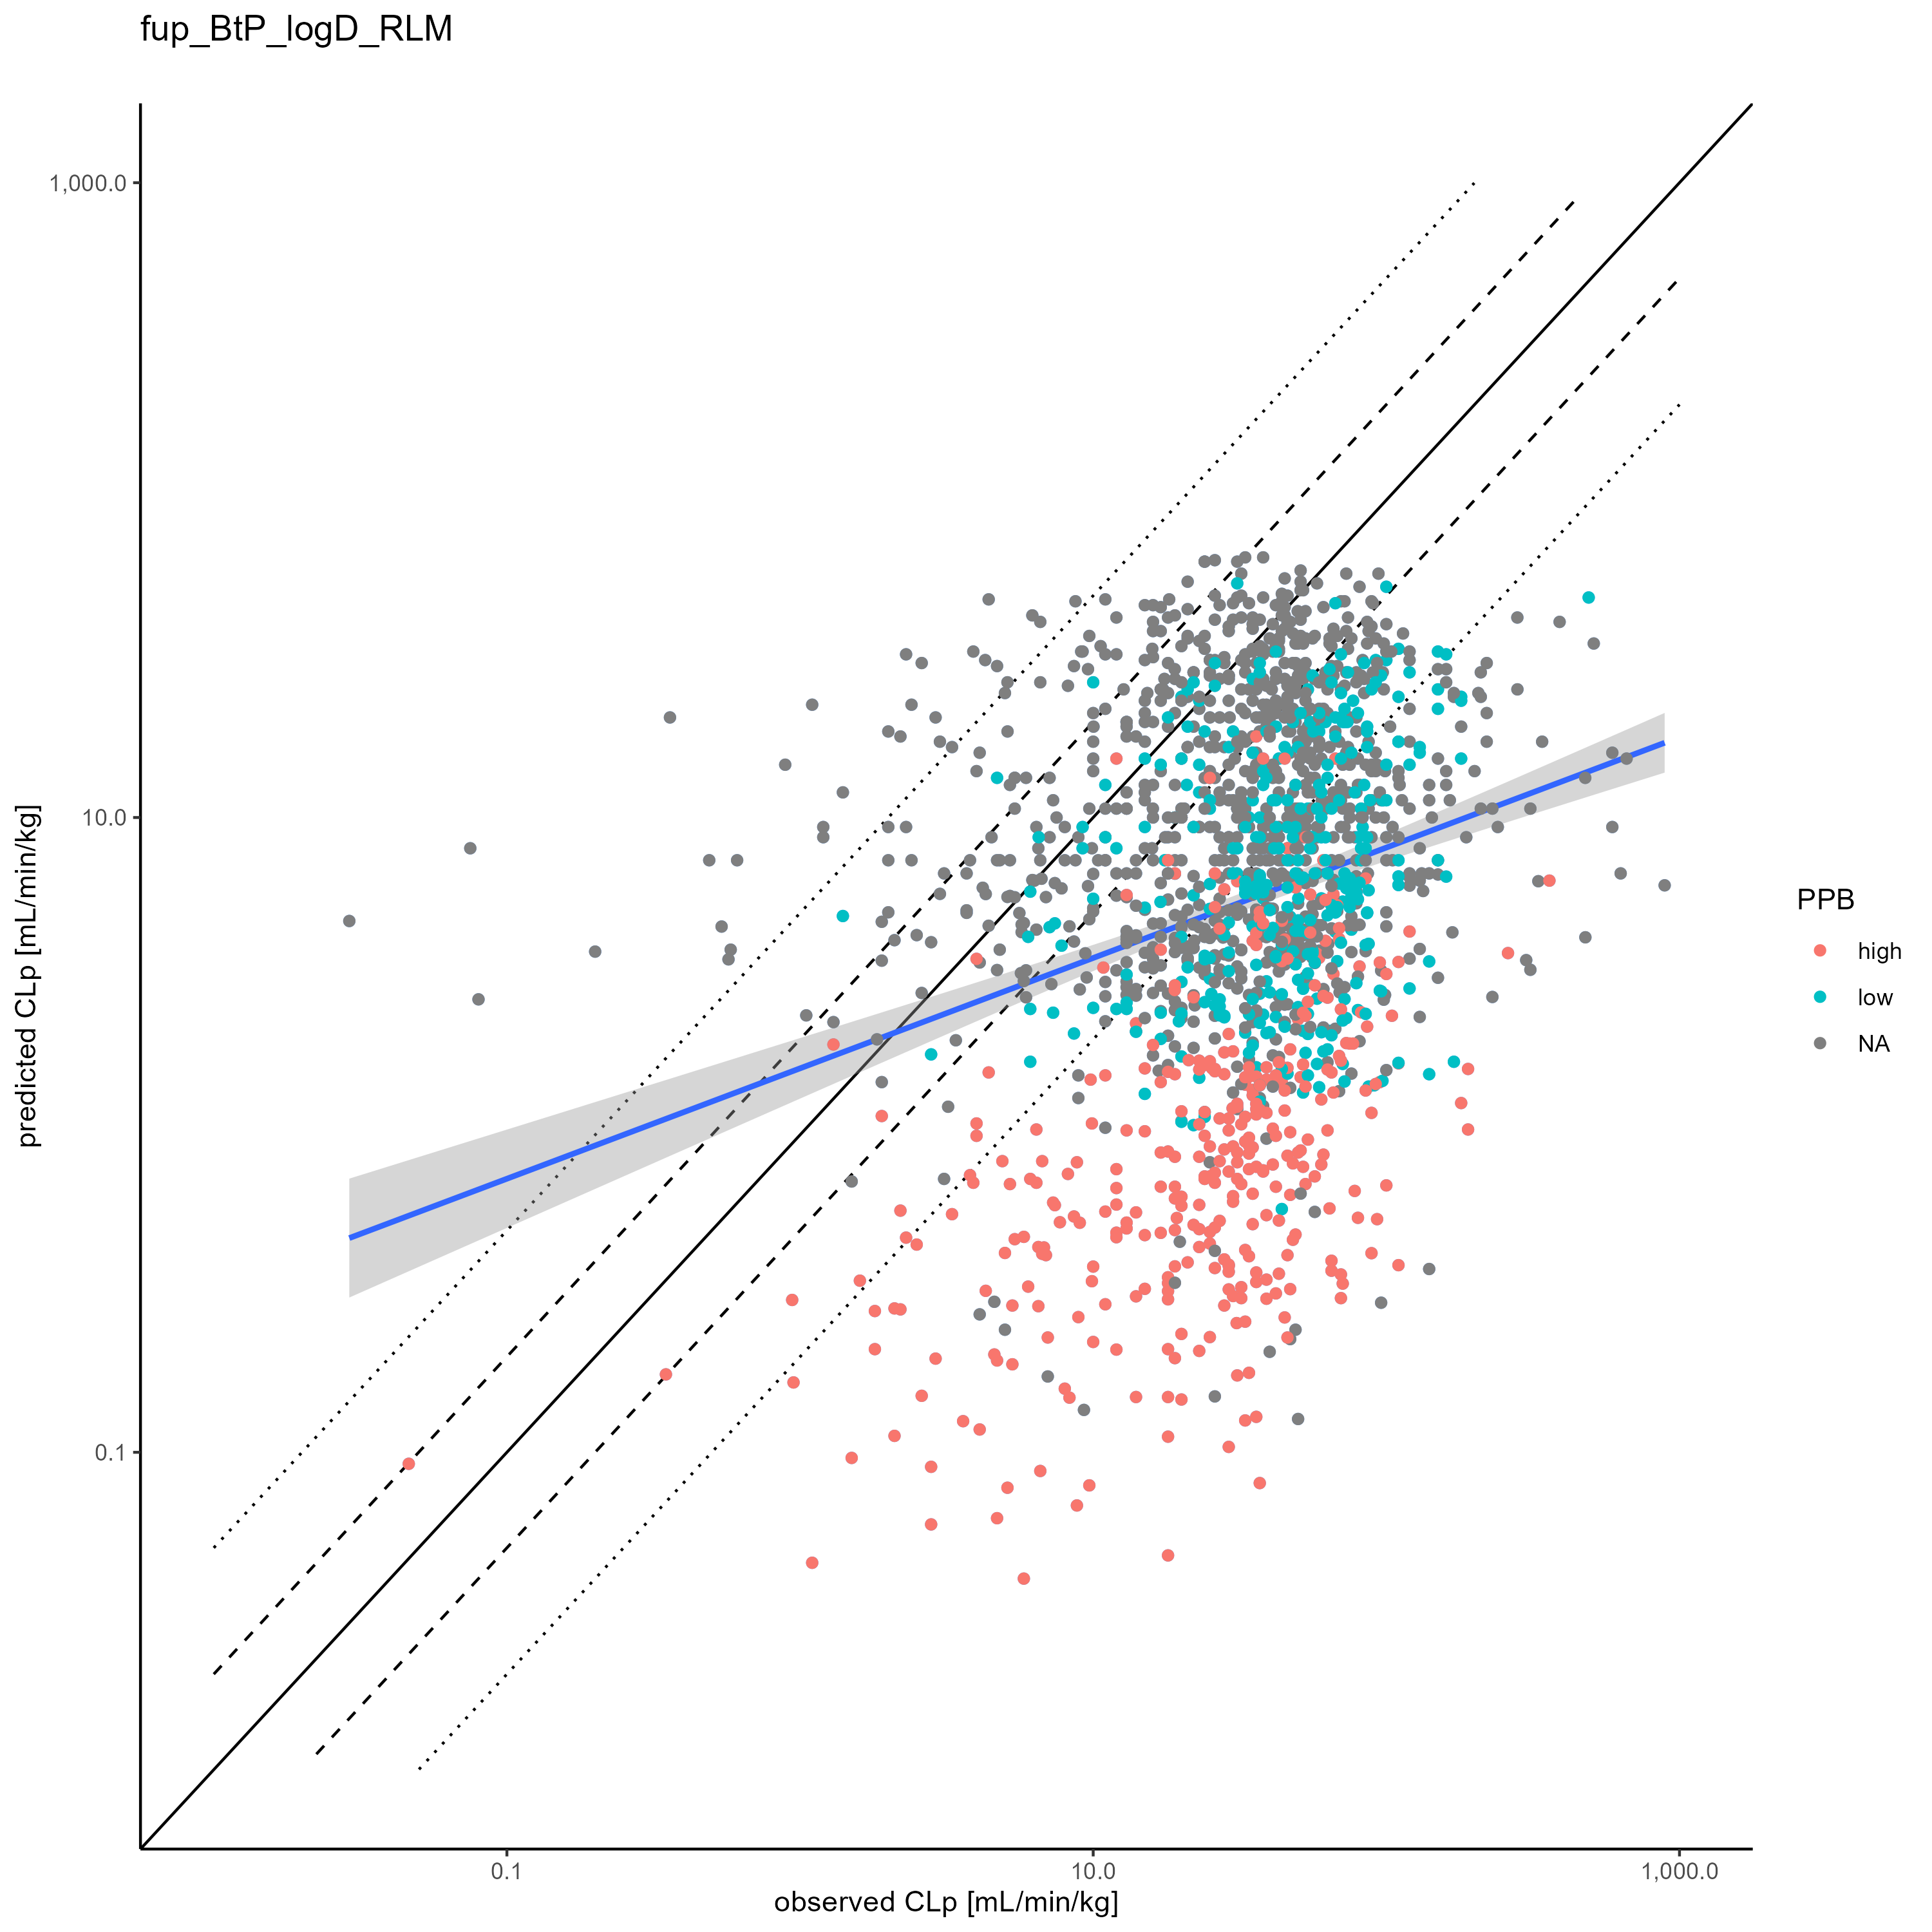 fup_BtP_logD_RLM
1,000.0
10.0
0.1
predicted CLp [mL/min/kg]
0.1
10.0
1,000.0
observed CLp [mL/min/kg]
PPB
high
low
NA